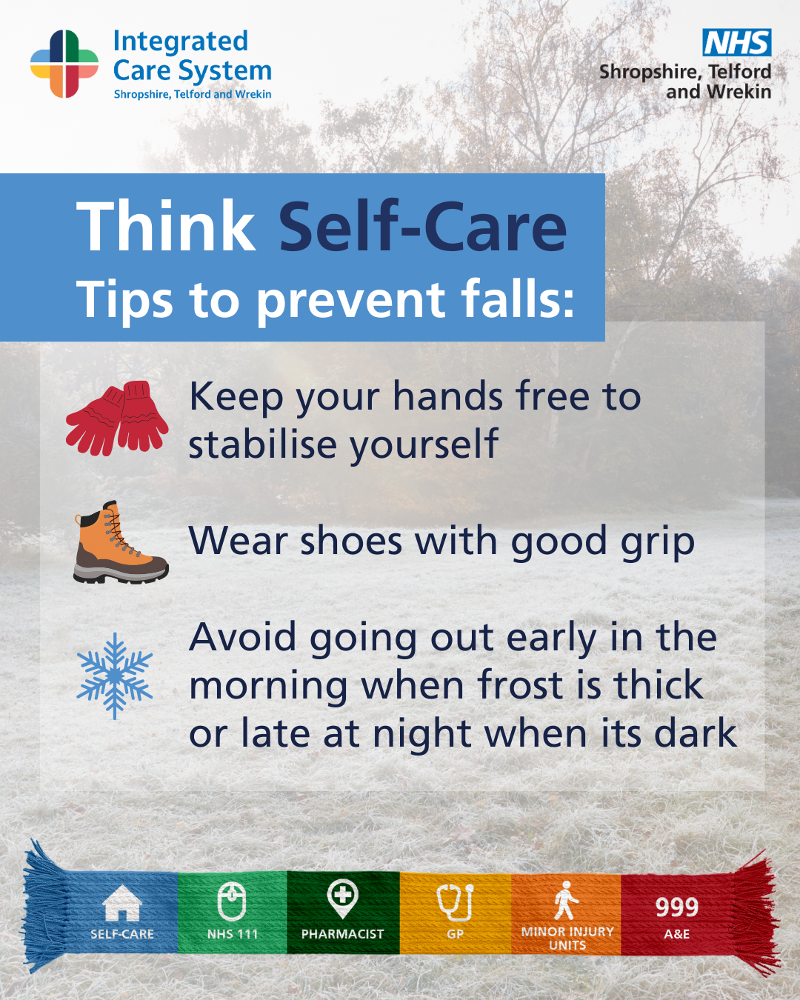 Integrated
Care System
Shropshire, Telford and Wrekin
NHS
Shropshire, Telford
and Wrekin
Think Self-Care
Tips to prevent falls:
Keep your hands free to
stabilise yourself
Wear shoes with good grip
Avoid going out early in the
morning when frost is thick
or late at night when its dark
SELF-CARE
NHS 111
PHARMACIST
GP
MINOR INJURY
UNITS
999
A&E